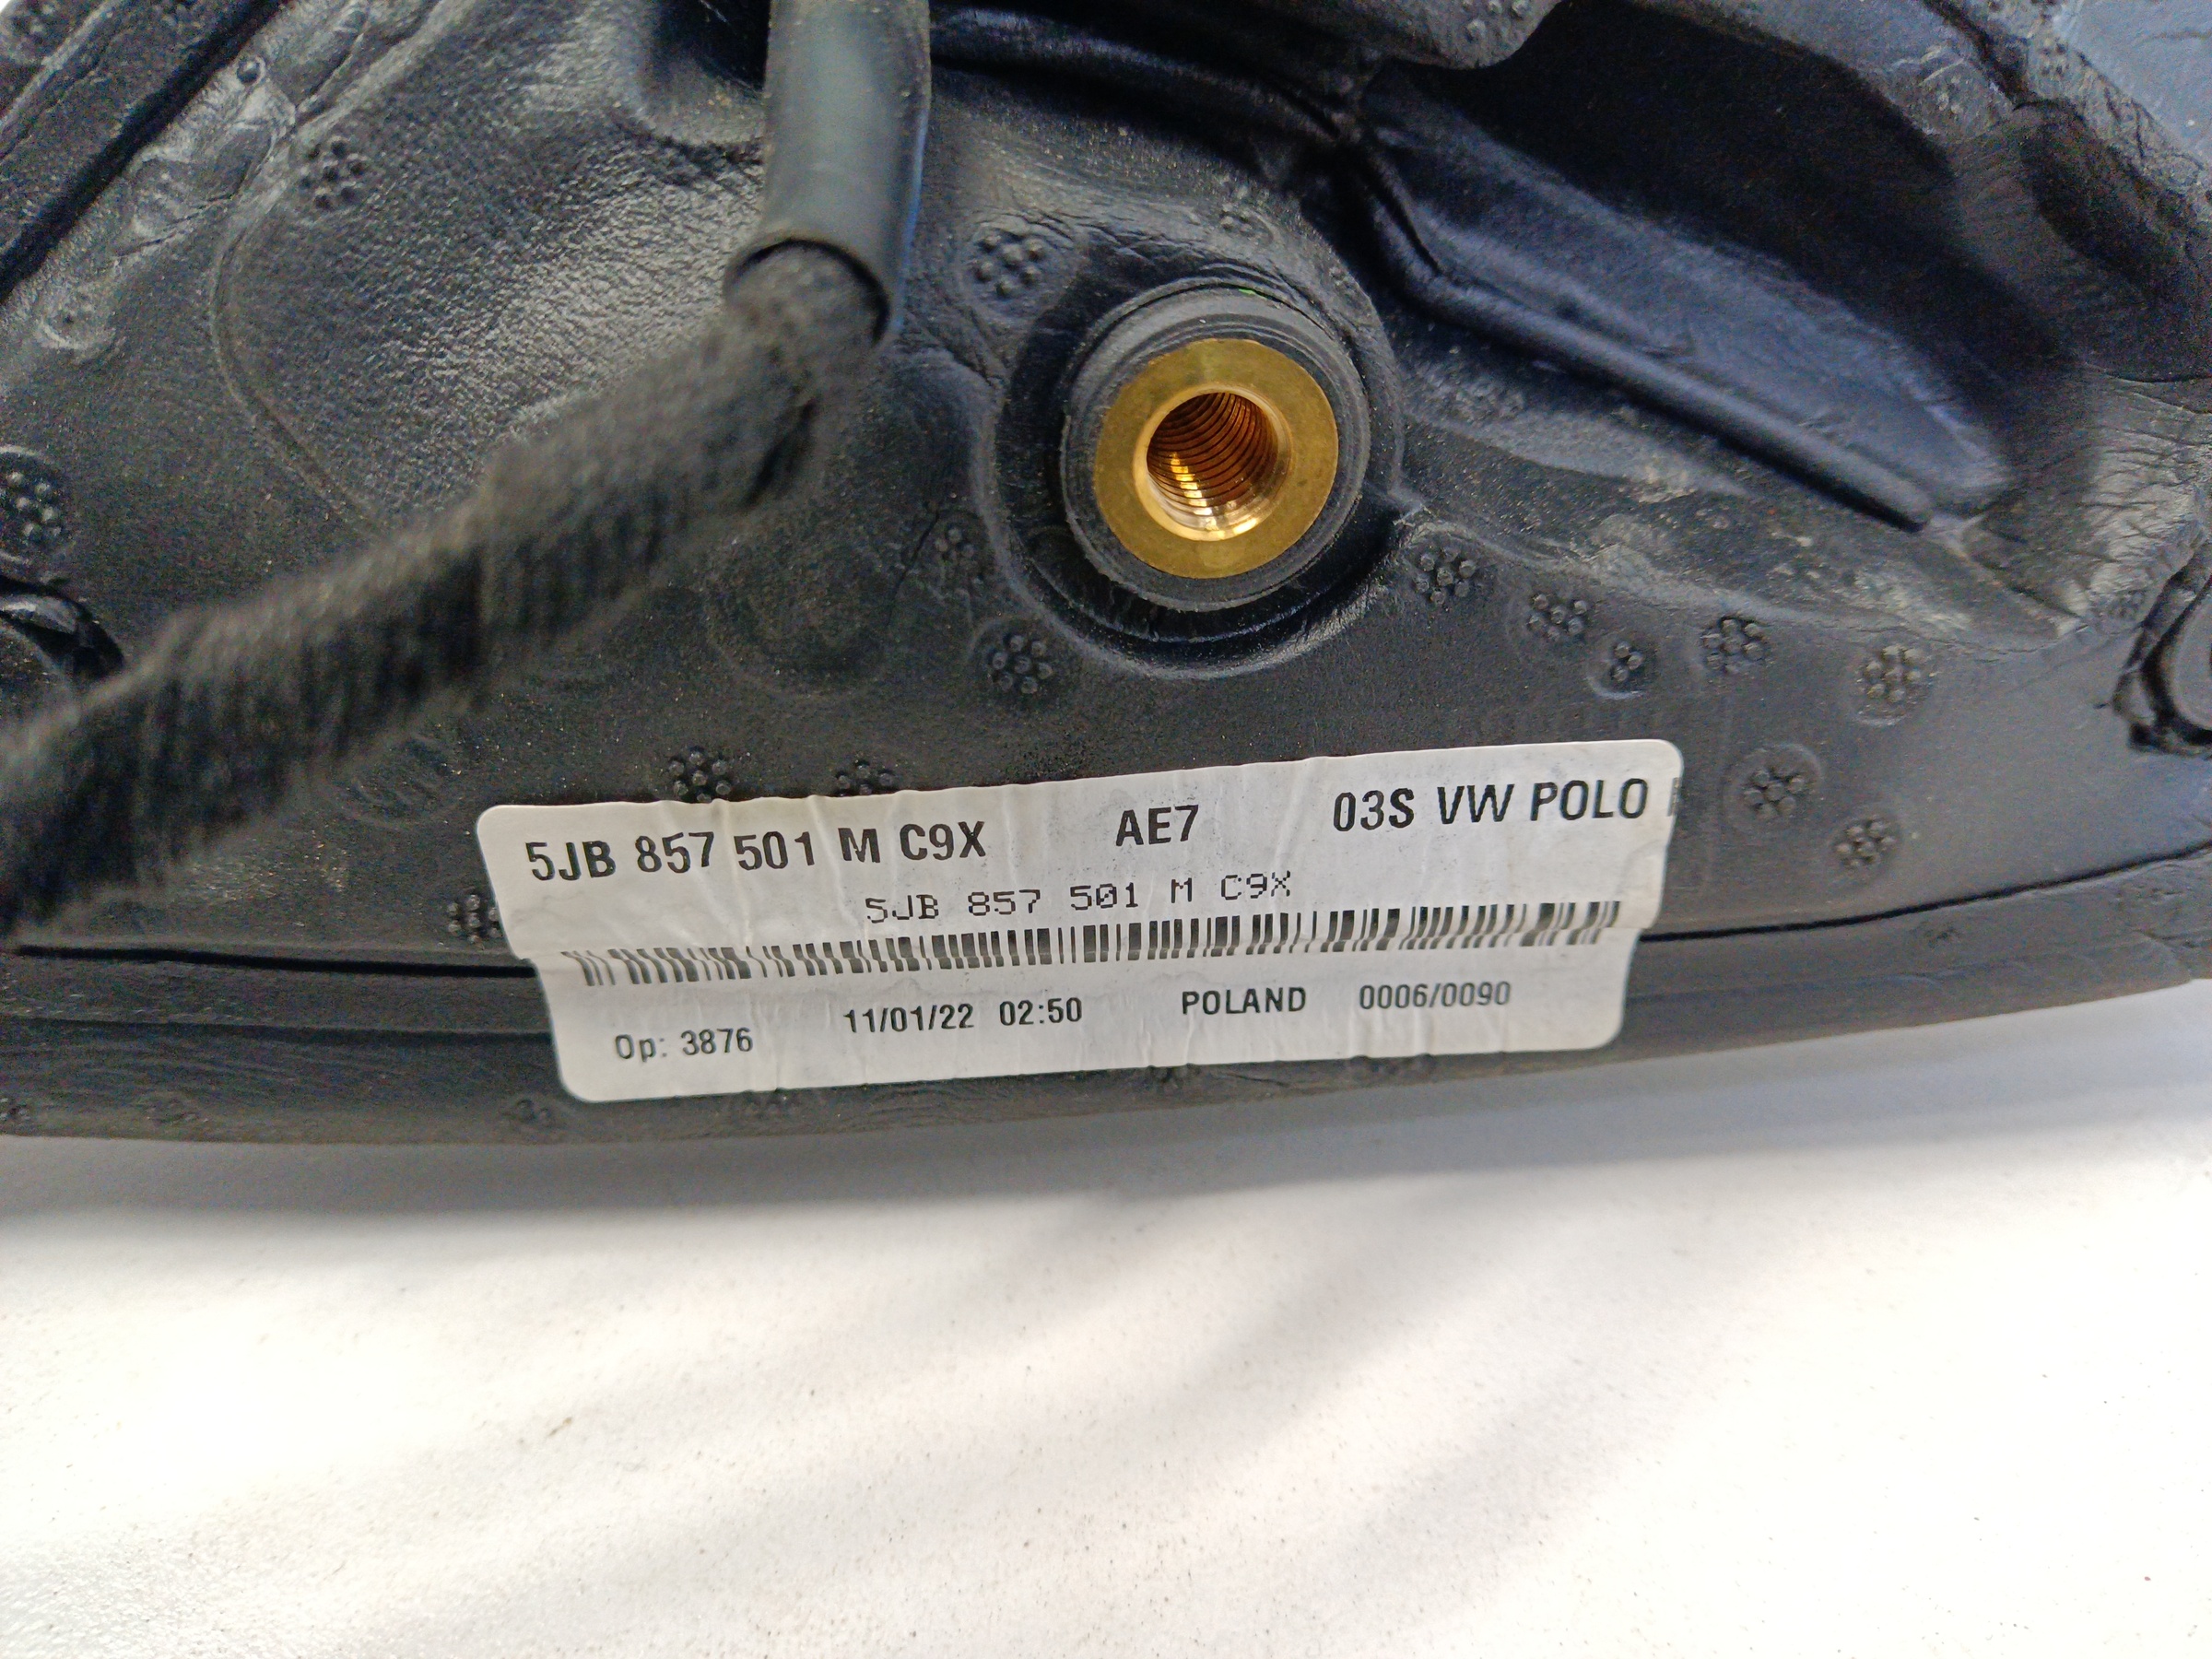 5JB 857 501 M C9X AE7 03S VW POLO
5JB 857 501 M C9X
Op: 3876 11/01/22 02:50 POLAND 0006/0090